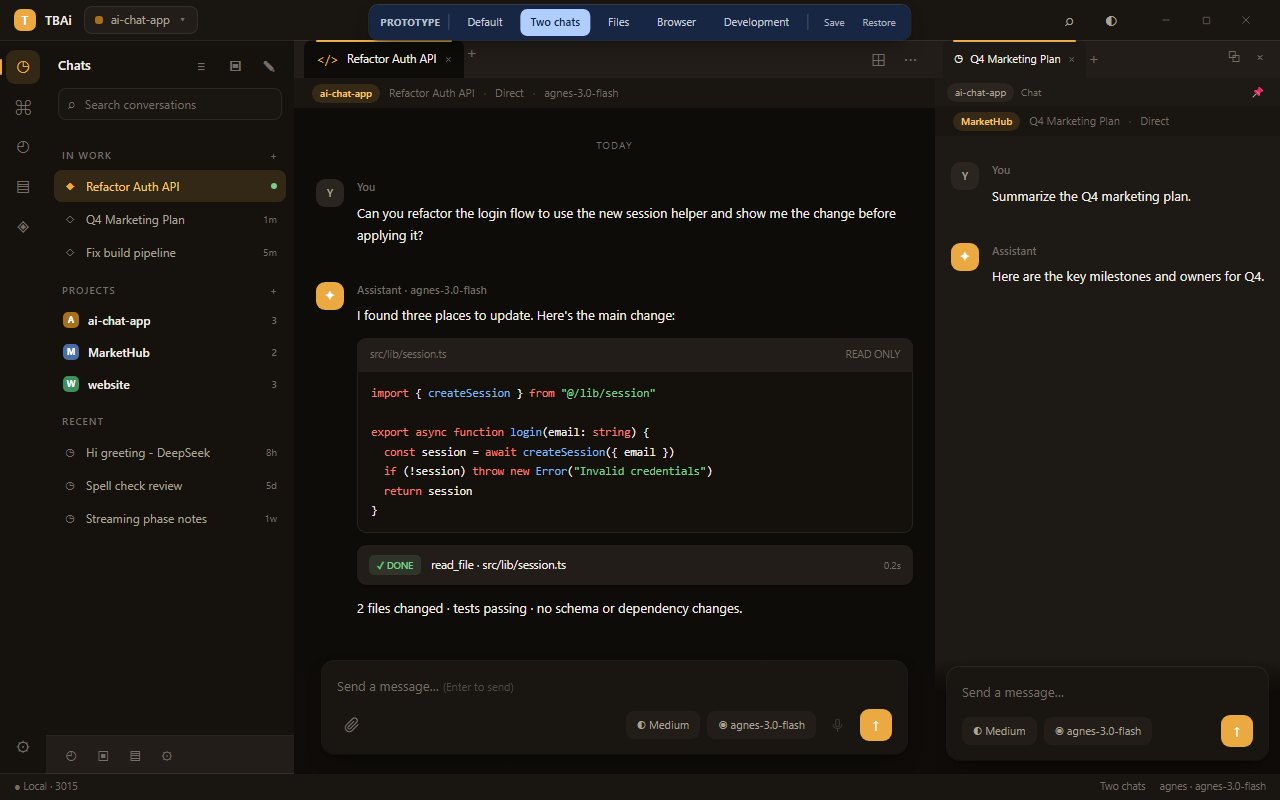 T TBAi ai-chat-app
PROTOTYPE Default Two chats Files Browser Development Save Restore
Chats
Search conversations
IN WORK +
Refactor Auth API
Q4 Marketing Plan 1m
Fix build pipeline 5m
PROJECTS +
A ai-chat-app 3
M MarketHub 2
W website 3
RECENT
Hi greeting - DeepSeek 8h
Spell check review 5d
Streaming phase notes 1w
</> Refactor Auth API × +
ai-chat-app Refactor Auth API · Direct · agnes-3.0-flash
TODAY
Y You
Can you refactor the login flow to use the new session helper and show me the change before
applying it?
Assistant · agnes-3.0-flash
I found three places to update. Here's the main change:
src/lib/session.ts READ ONLY
import { createSession } from "@/lib/session"
export async function login(email: string) {
const session = await createSession({ email })
if (!session) throw new Error("Invalid credentials")
return session
}
✓ DONE read_file · src/lib/session.ts 0.2s
2 files changed · tests passing · no schema or dependency changes.
Send a message... (Enter to send)
Medium agnes-3.0-flash ↑
Q4 Marketing Plan × +
ai-chat-app Chat
MarketHub Q4 Marketing Plan · Direct
Y You
Summarize the Q4 marketing plan.
Assistant
Here are the key milestones and owners for Q4.
Send a message...
Medium agnes-3.0-flash ↑
● Local · 3015 Two chats agnes · agnes-3.0-flash